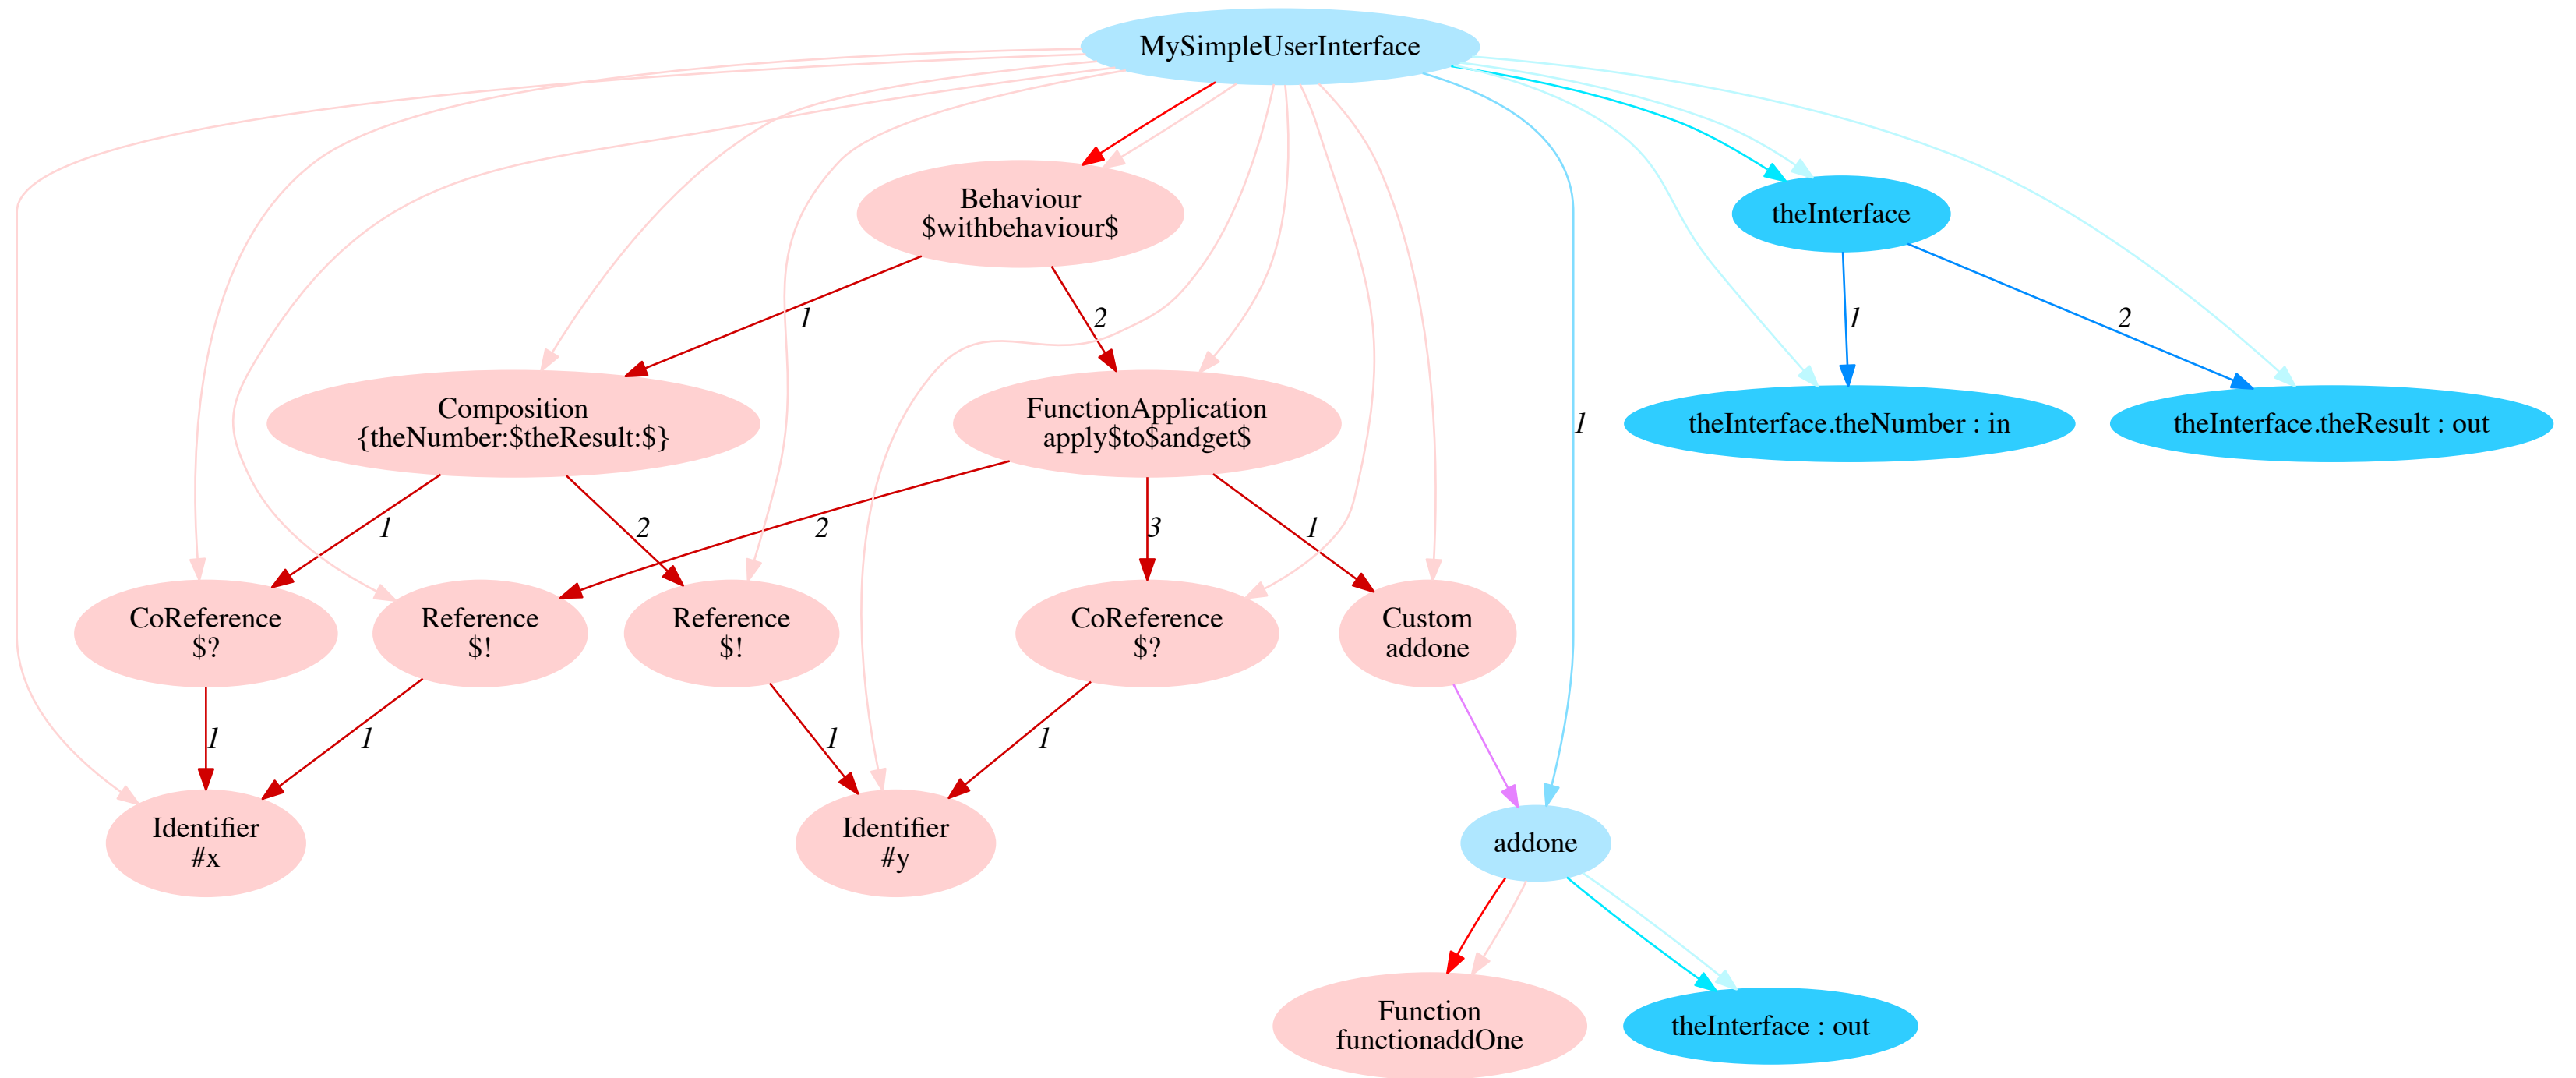 MySimpleUserInterface
Behaviour
$withbehaviour$
theInterface
1
2
1
2
Composition
{theNumber:$theResult:$}
FunctionApplication
apply$to$andget$
1
theInterface.theNumber : in
theInterface.theResult : out
1
2
2
3
1
CoReference
$?
Reference
$!
Reference
$!
CoReference
$?
Custom
addone
1
1
1
1
Identifier
#x
Identifier
#y
addone
Function
functionaddOne
theInterface : out